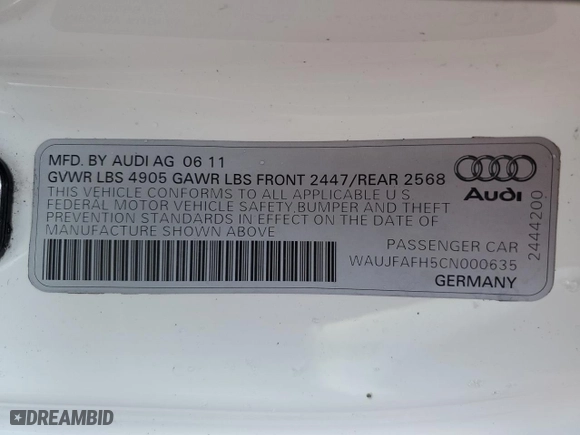 MFD. BY AUDI AG 06 11
GVWR LBS 4905 GAWR LBS FRONT 2447/REAR 2568
THIS VEHICLE CONFORMS TO ALL APPLICABLE U S
FEDERAL MOTOR VEHICLE SAFETY,BUMPER AND THEFT
PREVENTION STANDARDS IN EFFECT ON THE DATE OF
MANUFACTURE SHOWN ABOVE
Audi
PASSENGER CAR
WAUJFAFH5CN000635
GERMANY
2444200
DREAMBID